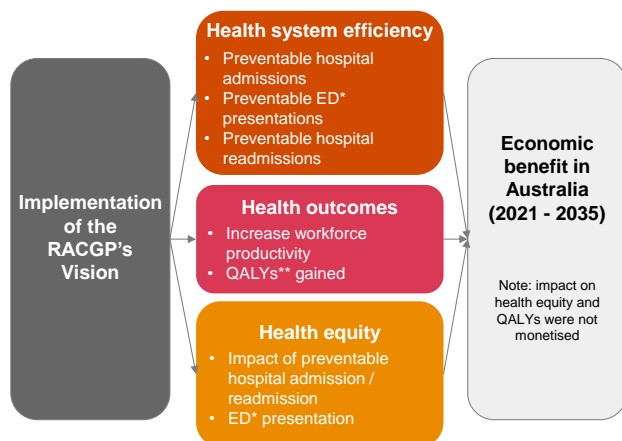 Implementation
of the
RACGP's
Vision
Health system efficiency
• Preventable hospital
admissions
• Preventable ED*
presentations
• Preventable hospital
readmissions
Health outcomes
• Increase workforce
productivity
• QALYs** gained
Health equity
• Impact of preventable
hospital admission /
readmission
• ED* presentation
Economic
benefit in
Australia
(2021 - 2035)
Note: impact on
health equity and
QALYs were not
monetised